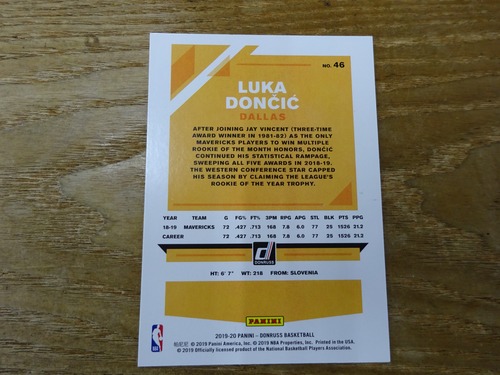 NO. 46
LUKA
DONČIĆ
DALLAS
AFTER JOINING JAY VINCENT (THREE-TIME
AWARD WINNER IN 1981-82) AS THE ONLY
MAVERICKS PLAYERS TO WIN MULTIPLE
ROOKIE OF THE MONTH HONORS, DONČIĆ
CONTINUED HIS STATISTICAL RAMPAGE,
SWEEPING ALL FIVE AWARDS IN 2018-19.
THE WESTERN CONFERENCE STAR CAPPED
HIS SEASON BY CLAIMING THE LEAGUE'S
ROOKIE OF THE YEAR TROPHY.
YEAR TEAM G FG% FT% 3PM RPG APG STL BLK PTS PPG
18-19 MAVERICKS 72 .427 .713 168 7.8 6.0 77 25 1526 21.2
CAREER 72 .427 .713 168 7.8 6.0 77 25 1526 21.2
DONRUSS
HT: 6' 7" WT: 218 FROM: SLOVENIA
PANINI
2019-20 PANINI – DONRUSS BASKETBALL
帕尼尼 © 2019 Panini America, Inc. © 2019 NBA Properties, Inc. Printed in the USA.
© 2019 Officially licensed product of the National Basketball Players Association.
NBA